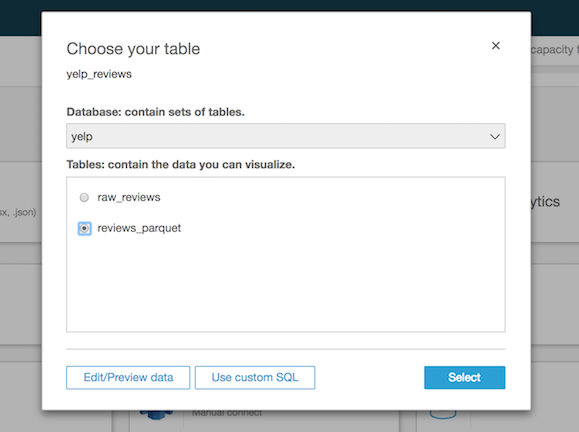 Choose your table
yelp_reviews
capacity
Database: contain sets of tables.
yelp
Tables: contain the data you can visualize.
raw_reviews
ytics
sx, .json)
reviews_parquet
Edit/Preview data
Use custom SQL
Select
Manual connect